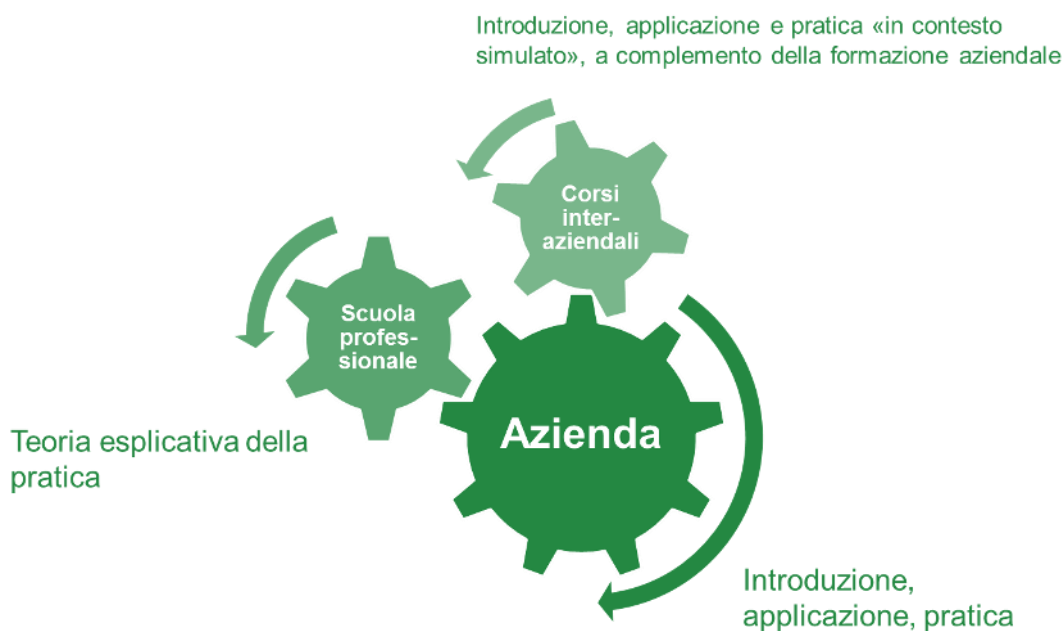 Introduzione, applicazione e pratica «in contesto
simulato», a complemento della formazione aziendale
Corsi
inter-
aziendali
Scuola
profes-
sionale
Azienda
Teoria esplicativa della
pratica
Introduzione,
applicazione, pratica